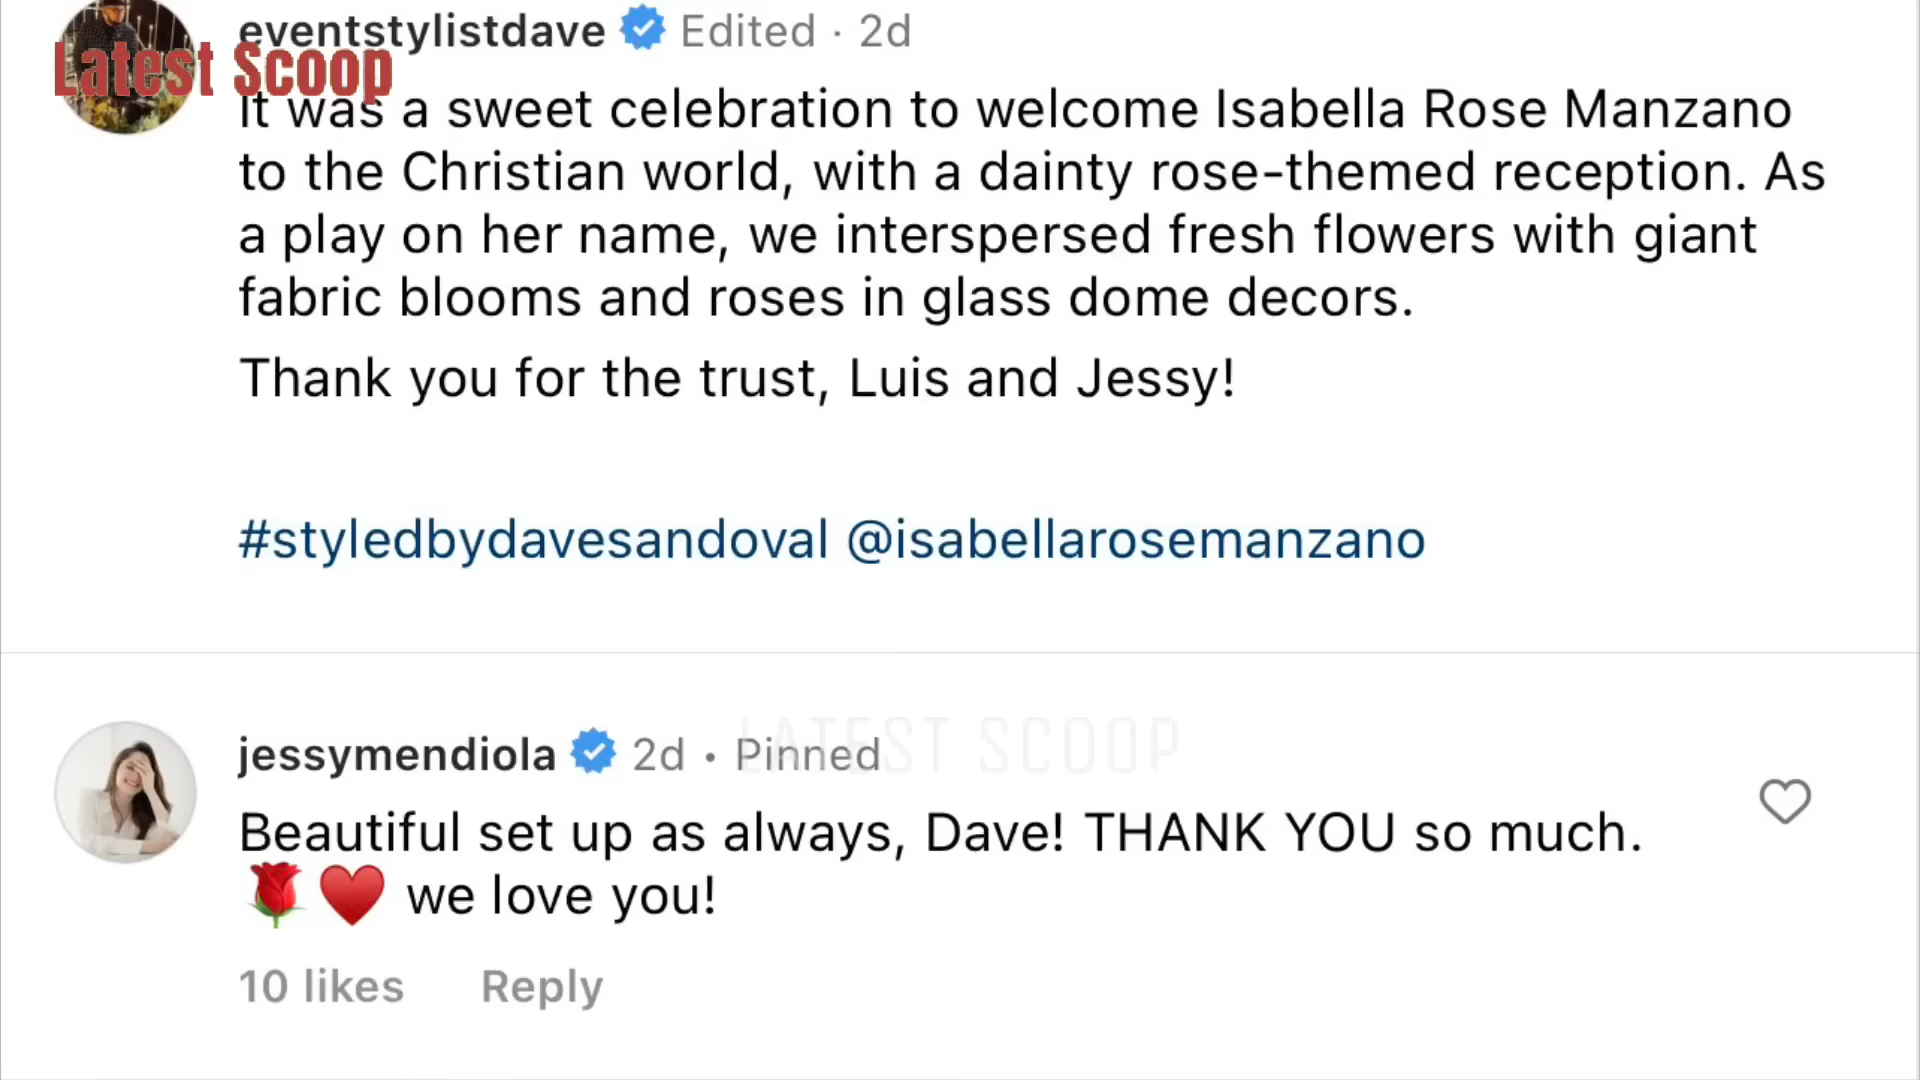 eventstylistdave Edited · 2d
Latest Scoop
It was a sweet celebration to welcome Isabella Rose Manzano
to the Christian world, with a dainty rose-themed reception. As
a play on her name, we interspersed fresh flowers with giant
fabric blooms and roses in glass dome decors.
Thank you for the trust, Luis and Jessy!
#styledbydavesandoval @isabellarosemanzano
jessymendiola 2d • Pinned
LATEST SCOOP
Beautiful set up as always, Dave! THANK YOU so much.
🌹❤️ we love you!
10 likes Reply